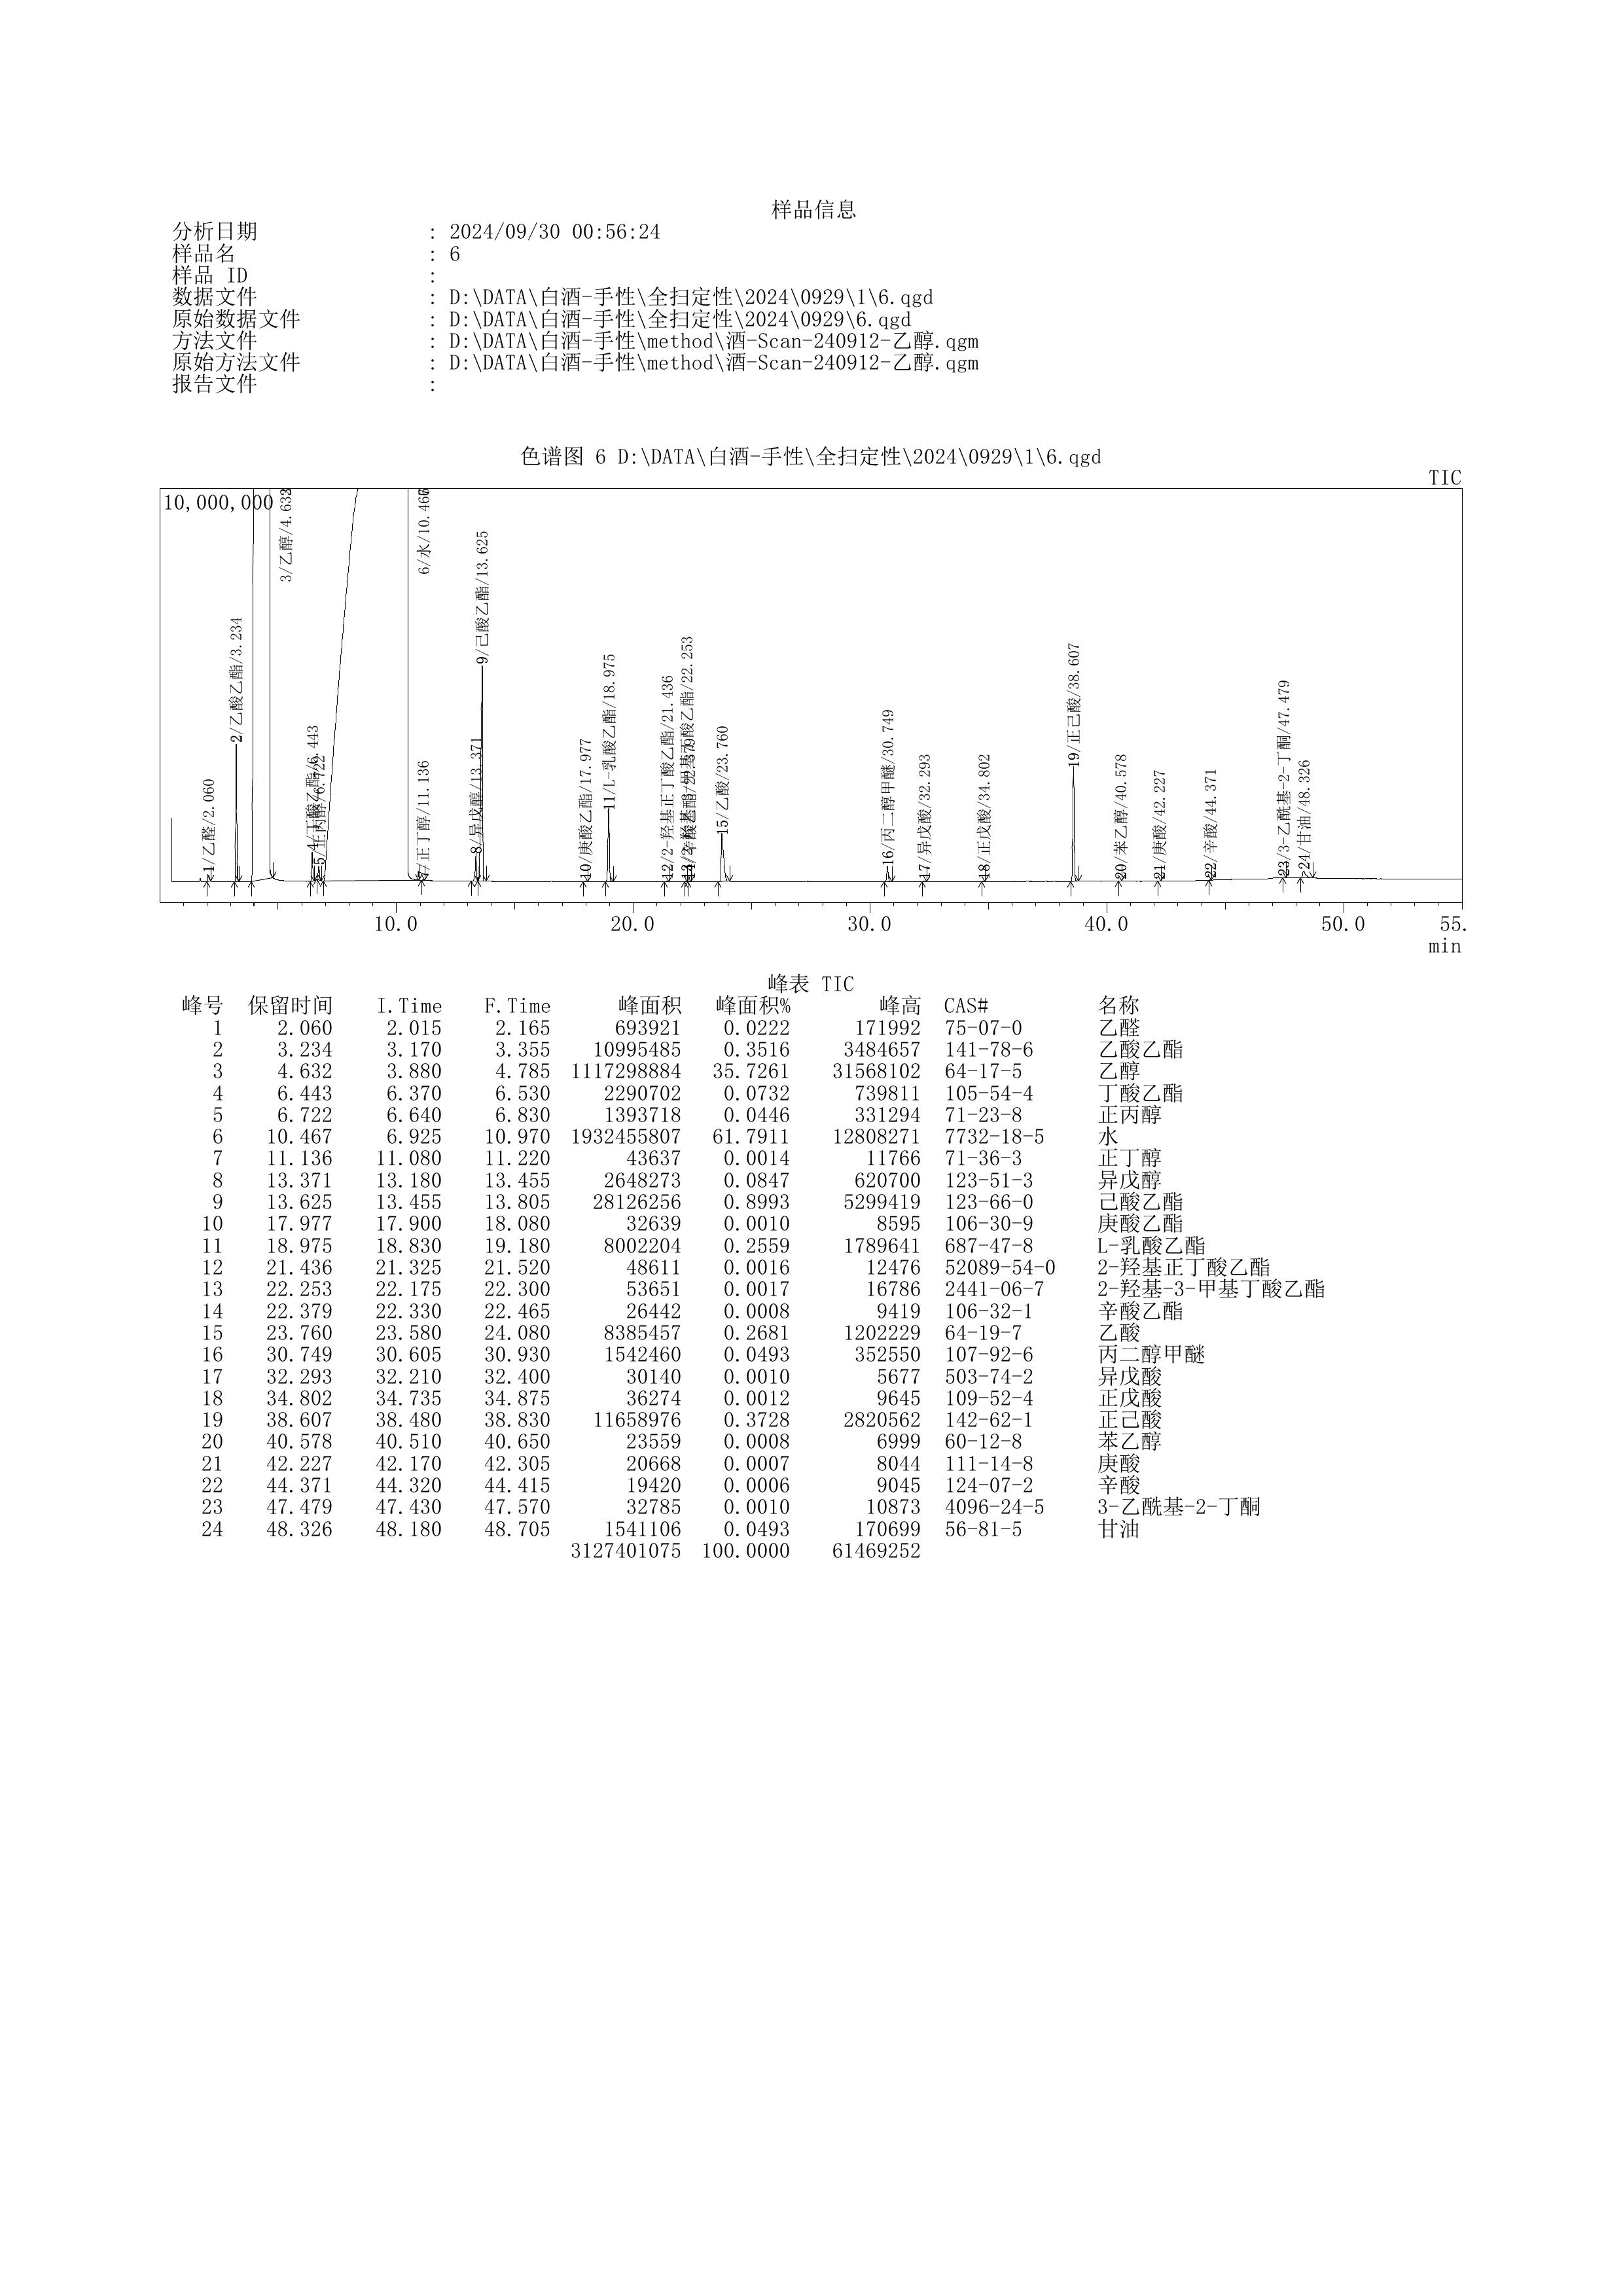 样品信息
分析日期 : 2024/09/30 00:56:24
样品名 : 6
样品 ID :
数据文件 : D:\DATA\白酒-手性\全扫定性\2024\0929\1\6.qgd
原始数据文件 : D:\DATA\白酒-手性\全扫定性\2024\0929\6.qgd
方法文件 : D:\DATA\白酒-手性\method\酒-Scan-240912-乙醇.qgm
原始方法文件 : D:\DATA\白酒-手性\method\酒-Scan-240912-乙醇.qgm
报告文件 :
色谱图 6 D:\DATA\白酒-手性\全扫定性\2024\0929\1\6.qgd
TIC
10,000,000
1/乙醛/2.060
2/乙酸乙酯/3.234
3/乙醇/4.632
4/丁酸乙酯/6.443
5/正丙醇/6.722
6/水/10.467
7/正丁醇/11.136
8/异戊醇/13.371
9/己酸乙酯/13.625
10/庚酸乙酯/17.977
11/L-乳酸乙酯/18.975
12/2-羟基正丁酸乙酯/21.436
13/2-羟基-3-甲基丁酸乙酯/22.253
14/辛酸乙酯/22.379
15/乙酸/23.760
16/丙二醇甲醚/30.749
17/异戊酸/32.293
18/正戊酸/34.802
19/正己酸/38.607
20/苯乙醇/40.578
21/庚酸/42.227
22/辛酸/44.371
23/3-乙酰基-2-丁酮/47.479
24/甘油/48.326
10.0 20.0 30.0 40.0 50.0 55.
min
峰表 TIC
峰号 保留时间 I.Time F.Time 峰面积 峰面积% 峰高 CAS# 名称
1 2.060 2.015 2.165 693921 0.0222 171992 75-07-0 乙醛
2 3.234 3.170 3.355 10995485 0.3516 3484657 141-78-6 乙酸乙酯
3 4.632 3.880 4.785 1117298884 35.7261 31568102 64-17-5 乙醇
4 6.443 6.370 6.530 2290702 0.0732 739811 105-54-4 丁酸乙酯
5 6.722 6.640 6.830 1393718 0.0446 331294 71-23-8 正丙醇
6 10.467 6.925 10.970 1932455807 61.7911 12808271 7732-18-5 水
7 11.136 11.080 11.220 43637 0.0014 11766 71-36-3 正丁醇
8 13.371 13.180 13.455 2648273 0.0847 620700 123-51-3 异戊醇
9 13.625 13.455 13.805 28126256 0.8993 5299419 123-66-0 己酸乙酯
10 17.977 17.900 18.080 32639 0.0010 8595 106-30-9 庚酸乙酯
11 18.975 18.830 19.180 8002204 0.2559 1789641 687-47-8 L-乳酸乙酯
12 21.436 21.325 21.520 48611 0.0016 12476 52089-54-0 2-羟基正丁酸乙酯
13 22.253 22.175 22.300 53651 0.0017 16786 2441-06-7 2-羟基-3-甲基丁酸乙酯
14 22.379 22.330 22.465 26442 0.0008 9419 106-32-1 辛酸乙酯
15 23.760 23.580 24.080 8385457 0.2681 1202229 64-19-7 乙酸
16 30.749 30.605 30.930 1542460 0.0493 352550 107-92-6 丙二醇甲醚
17 32.293 32.210 32.400 30140 0.0010 5677 503-74-2 异戊酸
18 34.802 34.735 34.875 36274 0.0012 9645 109-52-4 正戊酸
19 38.607 38.480 38.830 11658976 0.3728 2820562 142-62-1 正己酸
20 40.578 40.510 40.650 23559 0.0008 6999 60-12-8 苯乙醇
21 42.227 42.170 42.305 20668 0.0007 8044 111-14-8 庚酸
22 44.371 44.320 44.415 19420 0.0006 9045 124-07-2 辛酸
23 47.479 47.430 47.570 32785 0.0010 10873 4096-24-5 3-乙酰基-2-丁酮
24 48.326 48.180 48.705 1541106 0.0493 170699 56-81-5 甘油
3127401075 100.0000 61469252